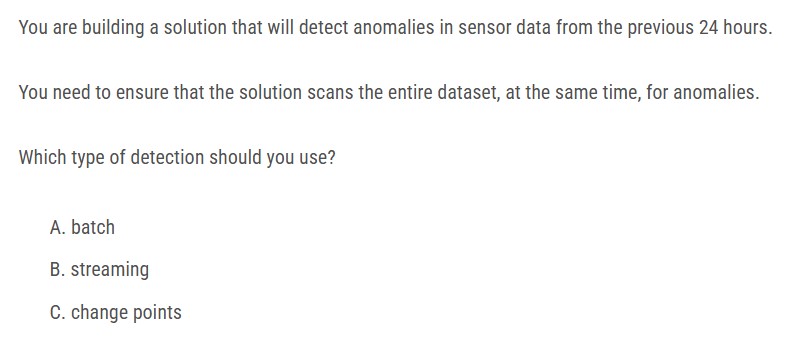 You are building a solution that will detect anomalies in sensor data from the previous 24 hours.
You need to ensure that the solution scans the entire dataset, at the same time, for anomalies.
Which type of detection should you use?
A. batch
B. streaming
C. change points